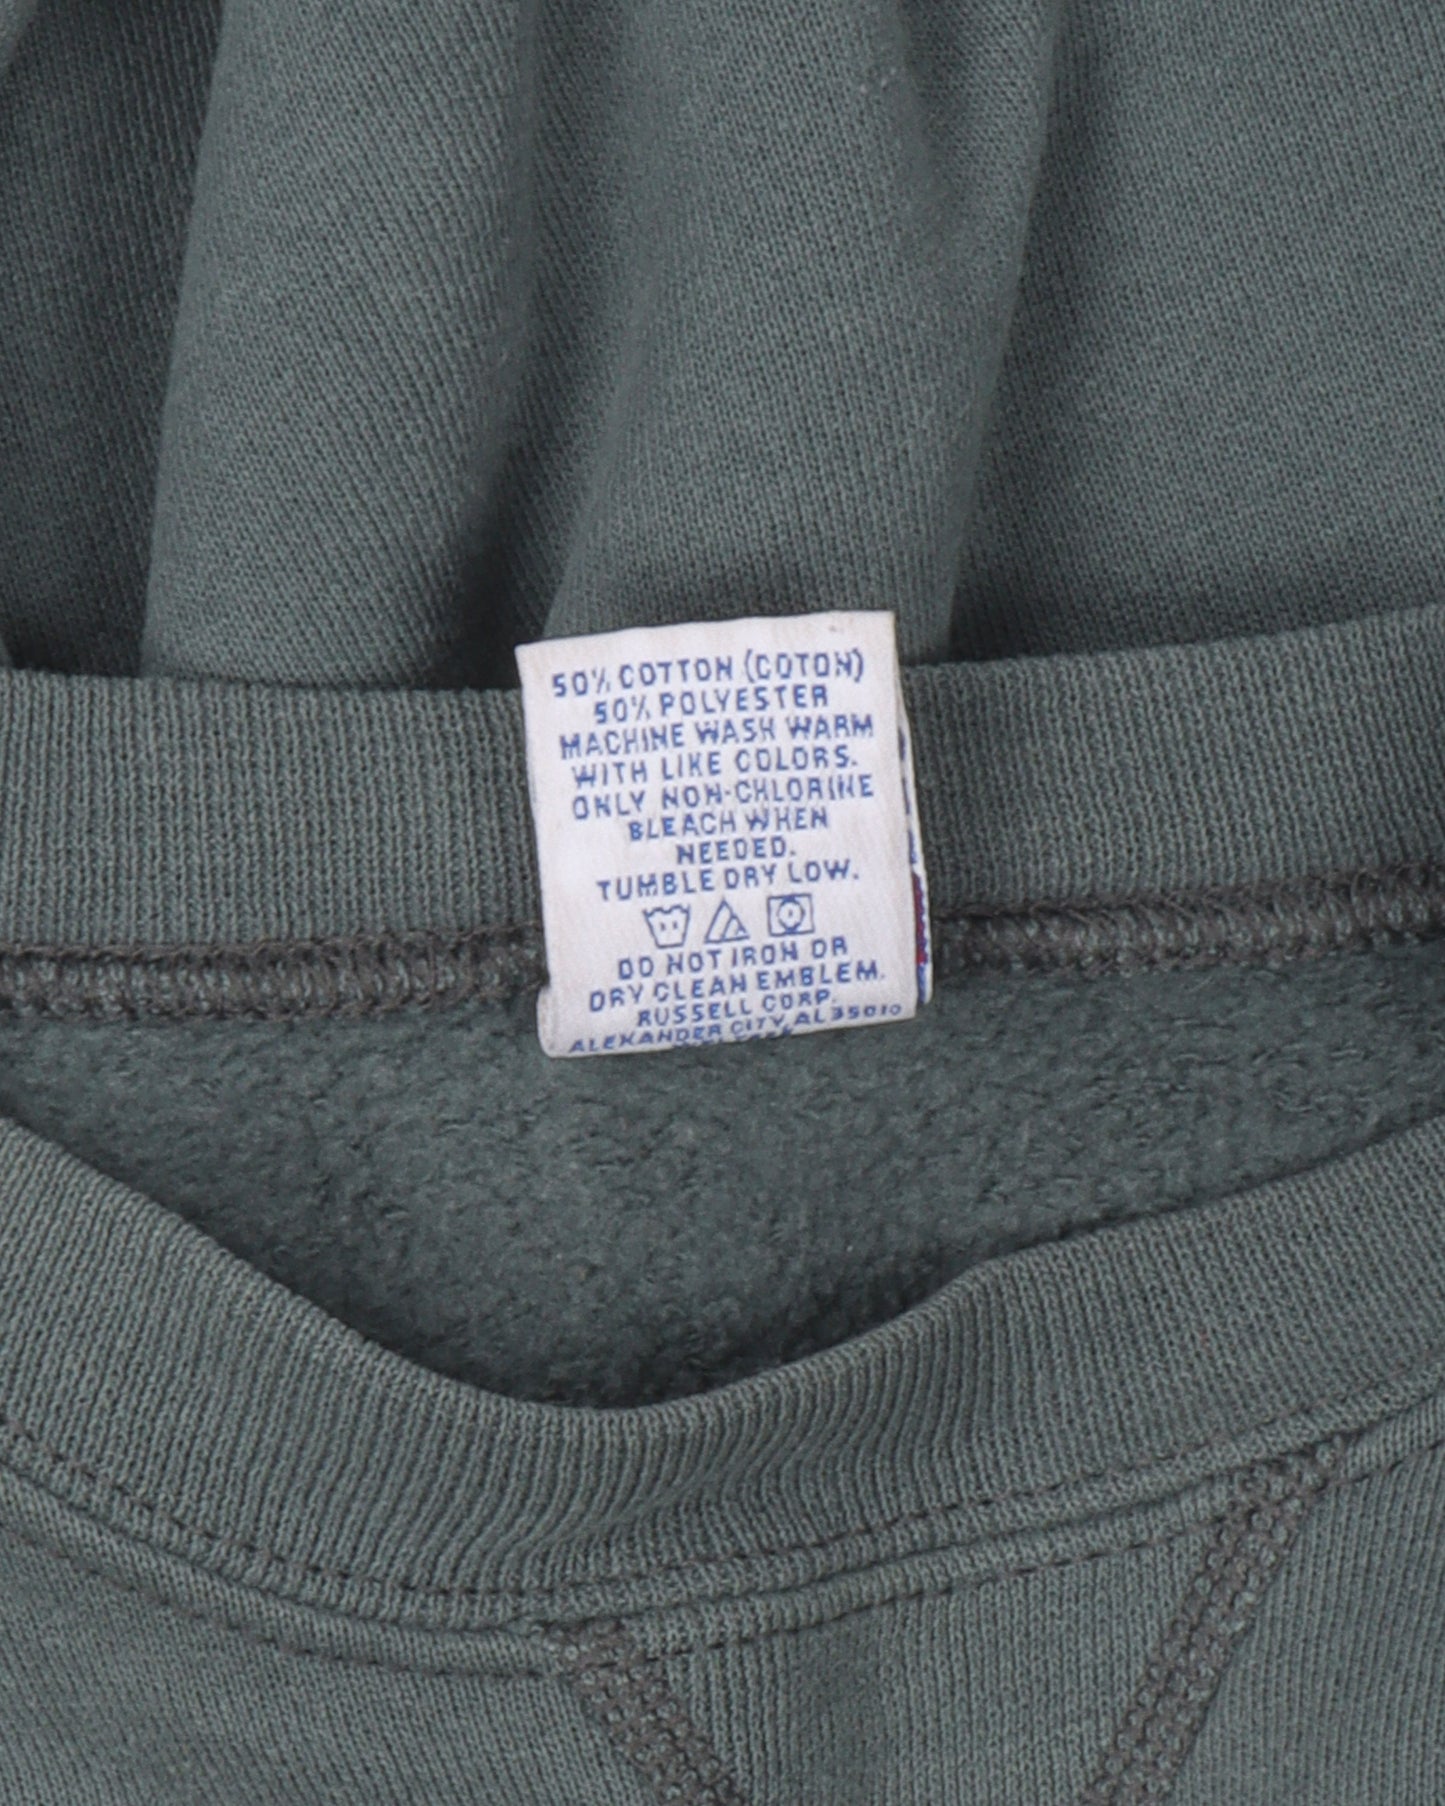 50% COTTON (COTON)
50% POLYESTER
MACHINE WASH WARM
WITH LIKE COLORS.
ONLY NON-CHLORINE
BLEACH WHEN
NEEDED.
TUMBLE DRY LOW.
DO NOT IRON OR
DRY CLEAN EMBLEM.
RUSSELL CORP.
ALEXANDER CITY, AL 35010